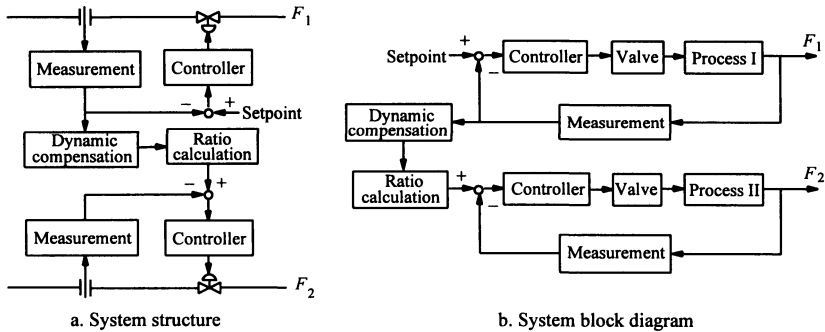 F1
Measurement
Controller
− +
Setpoint
Dynamic
compensation
Ratio
calculation
− +
Measurement
Controller
F2
a. System structure
Setpoint
+
−
Controller
Valve
Process I
F1
Measurement
Dynamic
compensation
Ratio
calculation
+
−
Controller
Valve
Process II
F2
Measurement
b. System block diagram